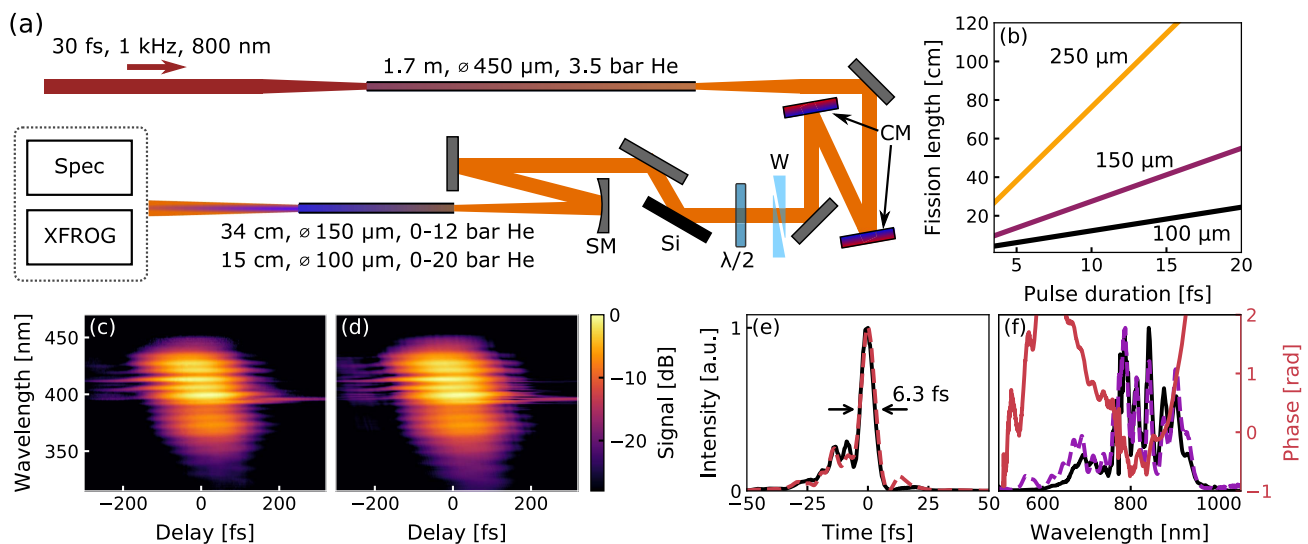 (a)
30 fs, 1 kHz, 800 nm
1.7 m, ⌀ 450 μm, 3.5 bar He
CM
W
Spec
XFROG
34 cm, ⌀ 150 μm, 0-12 bar He
15 cm, ⌀ 100 μm, 0-20 bar He
SM
Si
λ/2
(b)
Fission length [cm]
120
100
80
60
40
20
250 μm
150 μm
100 μm
5
10
15
20
Pulse duration [fs]
(c)
Wavelength [nm]
450
400
350
−200
0
200
Delay [fs]
(d)
−200
0
200
Delay [fs]
0
−10
−20
Signal [dB]
(e)
Intensity [a.u.]
1
0
6.3 fs
−50
−25
0
25
50
Time [fs]
(f)
500
800
1000
Wavelength [nm]
2
1
0
−1
Phase [rad]